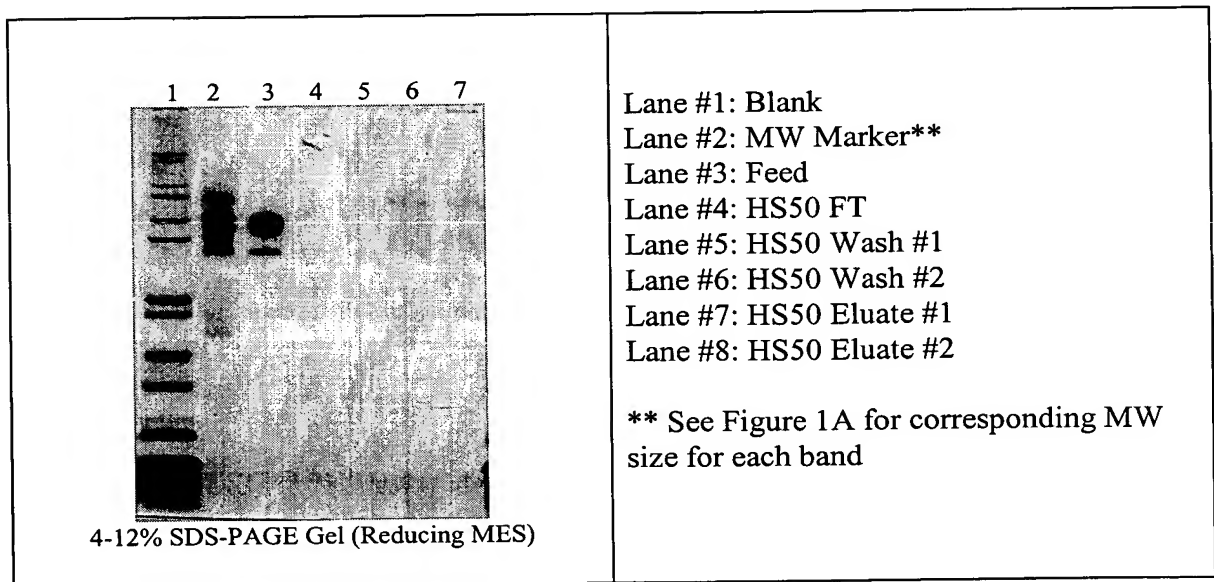 1 2 3 4 5 6 7
4-12% SDS-PAGE Gel (Reducing MES)
Lane #1: Blank
Lane #2: MW Marker**
Lane #3: Feed
Lane #4: HS50 FT
Lane #5: HS50 Wash #1
Lane #6: HS50 Wash #2
Lane #7: HS50 Eluate #1
Lane #8: HS50 Eluate #2
** See Figure 1A for corresponding MW
size for each band